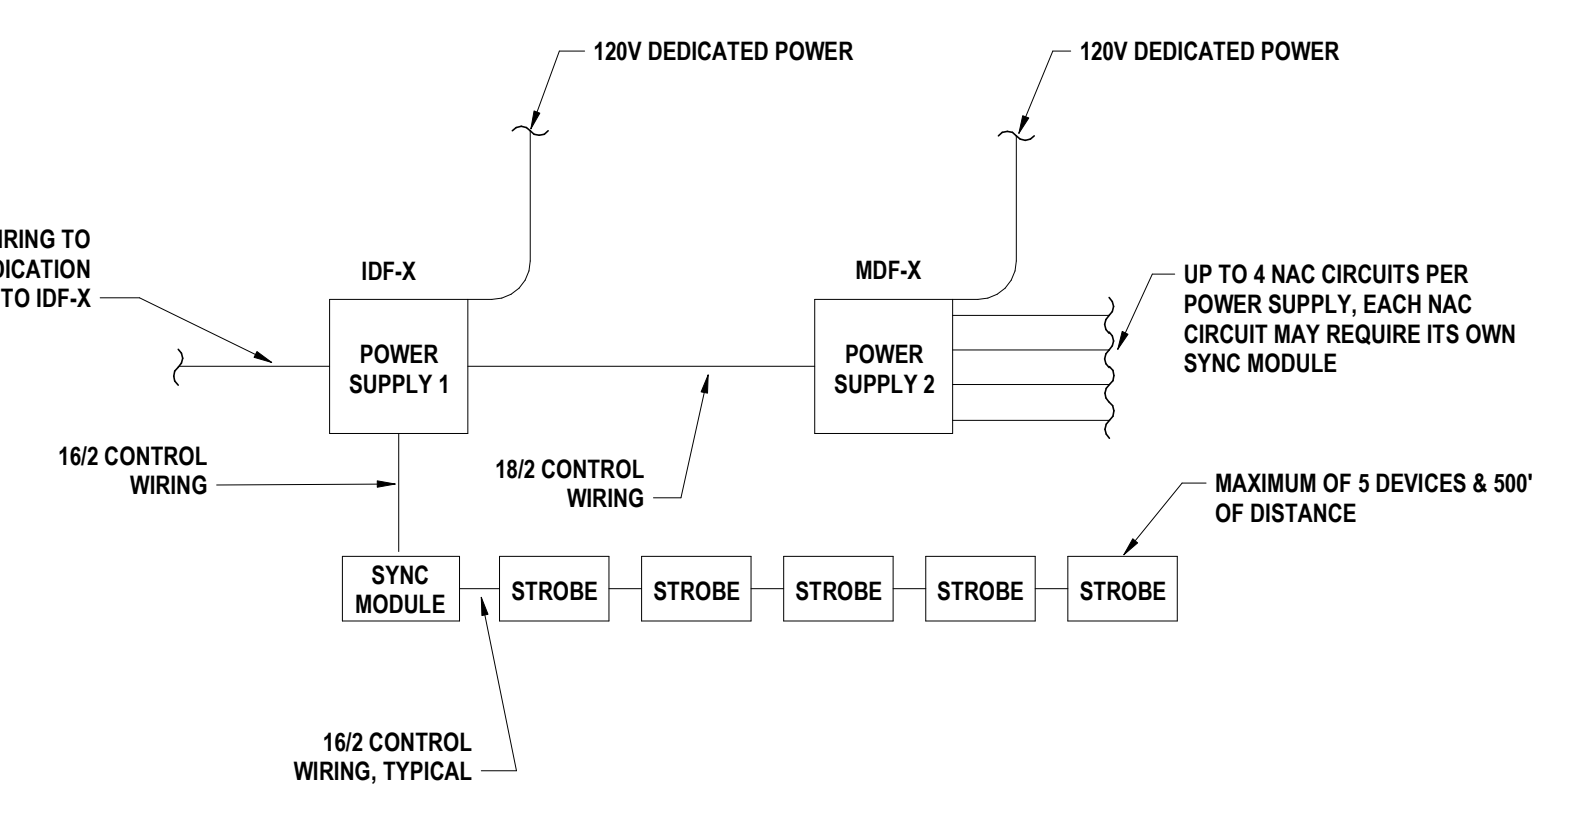 120V DEDICATED POWER
120V DEDICATED POWER
TO
TO IDF-X
IDF-X
MDF-X
UP TO 4 NAC CIRCUITS PER
POWER SUPPLY, EACH NAC
CIRCUIT MAY REQUIRE ITS OWN
SYNC MODULE
POWER
SUPPLY 1
POWER
SUPPLY 2
16/2 CONTROL
WIRING
18/2 CONTROL
WIRING
MAXIMUM OF 5 DEVICES & 500'
OF DISTANCE
SYNC
MODULE
STROBE
STROBE
STROBE
STROBE
STROBE
16/2 CONTROL
WIRING, TYPICAL